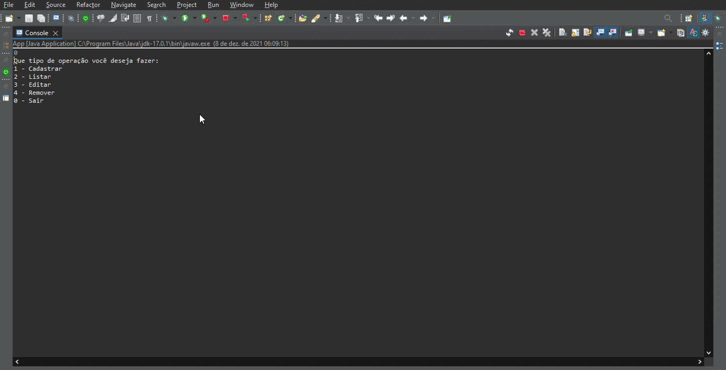 File Edit Source Refactor Navigate Search Project Run Window Help
Console
App [Java Application] C:\Program Files\Java\jdk-17.0.1\bin\javaw.exe (8 de dez. de 2021 06:09:13)
0
Que tipo de operação você deseja fazer:
1 - Cadastrar
2 - Listar
3 - Editar
4 - Remover
0 - Sair